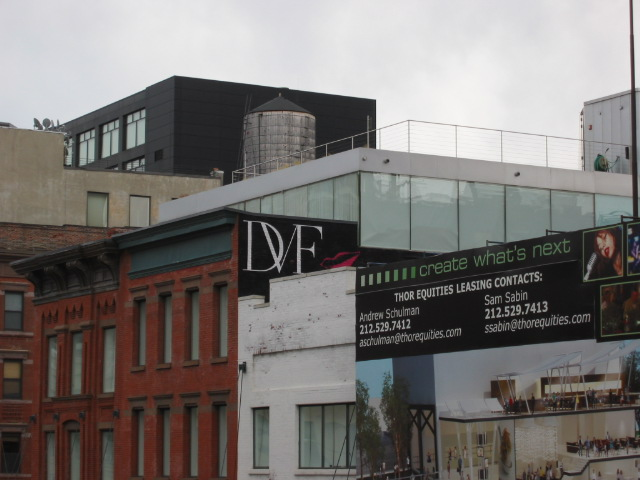 DVF
create what's next
THOR EQUITIES LEASING CONTACTS:
Andrew Schulman
212.529.7412
aschulman@thorequities.com
Sam Sabin
212.529.7413
ssabin@thorequities.com